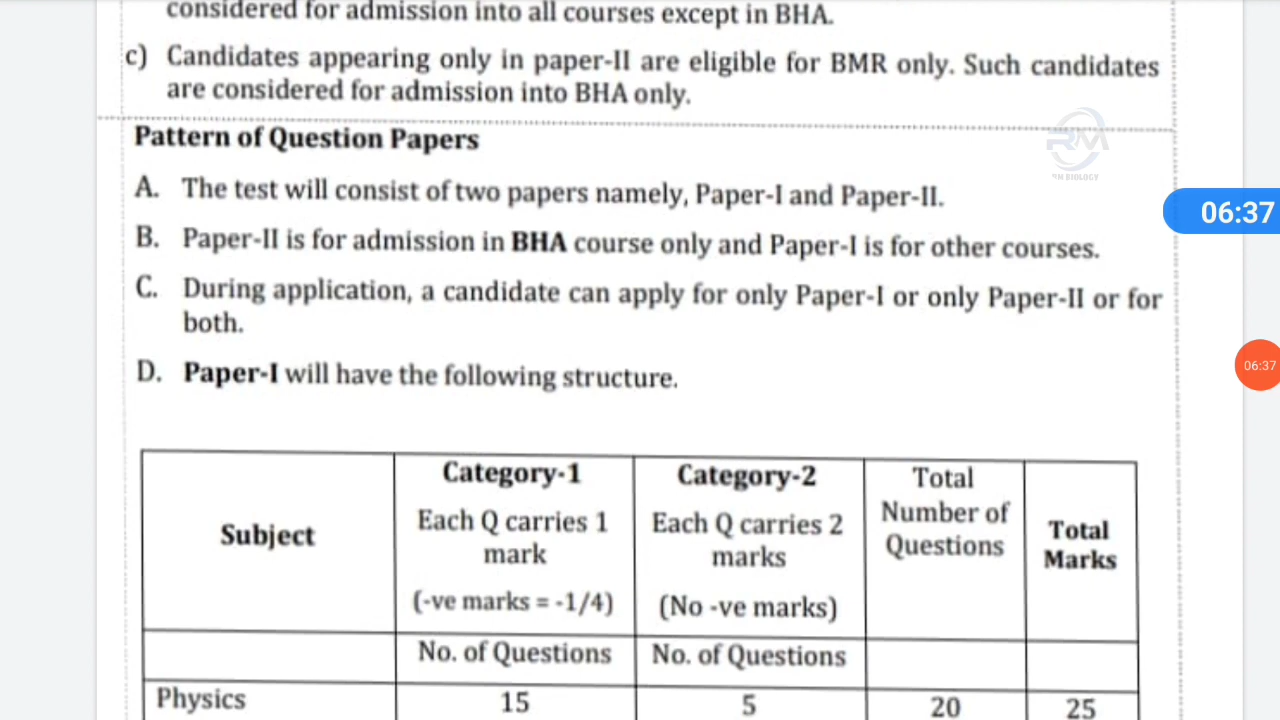 considered for admission into all courses except in BHA.
c) Candidates appearing only in paper-II are eligible for BMR only. Such candidates
are considered for admission into BHA only.
Pattern of Question Papers
RM
RM BIOLOGY
A. The test will consist of two papers namely, Paper-I and Paper-II.
06:37
B. Paper-II is for admission in BHA course only and Paper-I is for other courses.
C. During application, a candidate can apply for only Paper-I or only Paper-II or for
both.
06:37
D. Paper-I will have the following structure.
Subject
Category-1
Each Q carries 1
mark
(-ve marks = -1/4)
Category-2
Each Q carries 2
marks
(No -ve marks)
Total
Number of
Questions
Total
Marks
No. of Questions No. of Questions
Physics 15 5 20 25